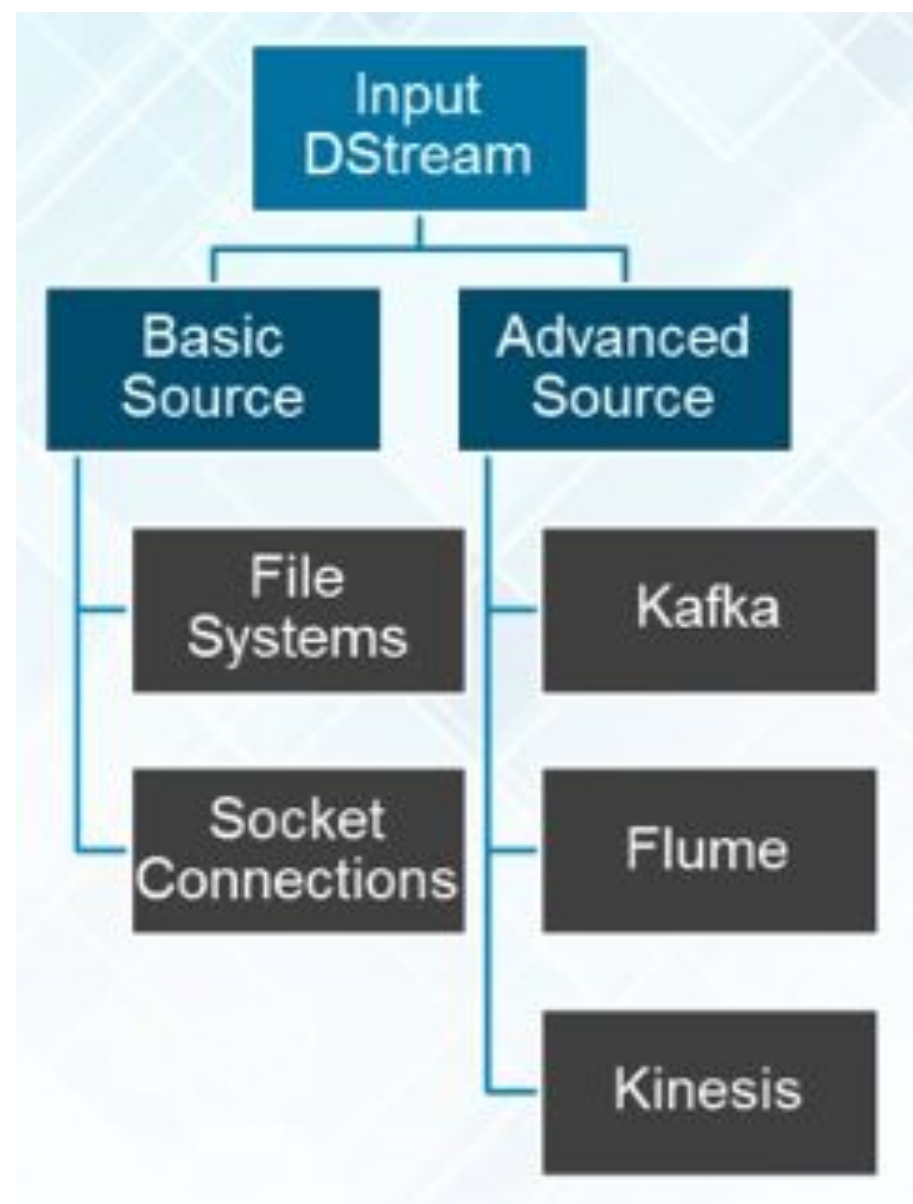 Input
DStream
Basic
Source
Advanced
Source
File
Systems
Kafka
Socket
Connections
Flume
Kinesis